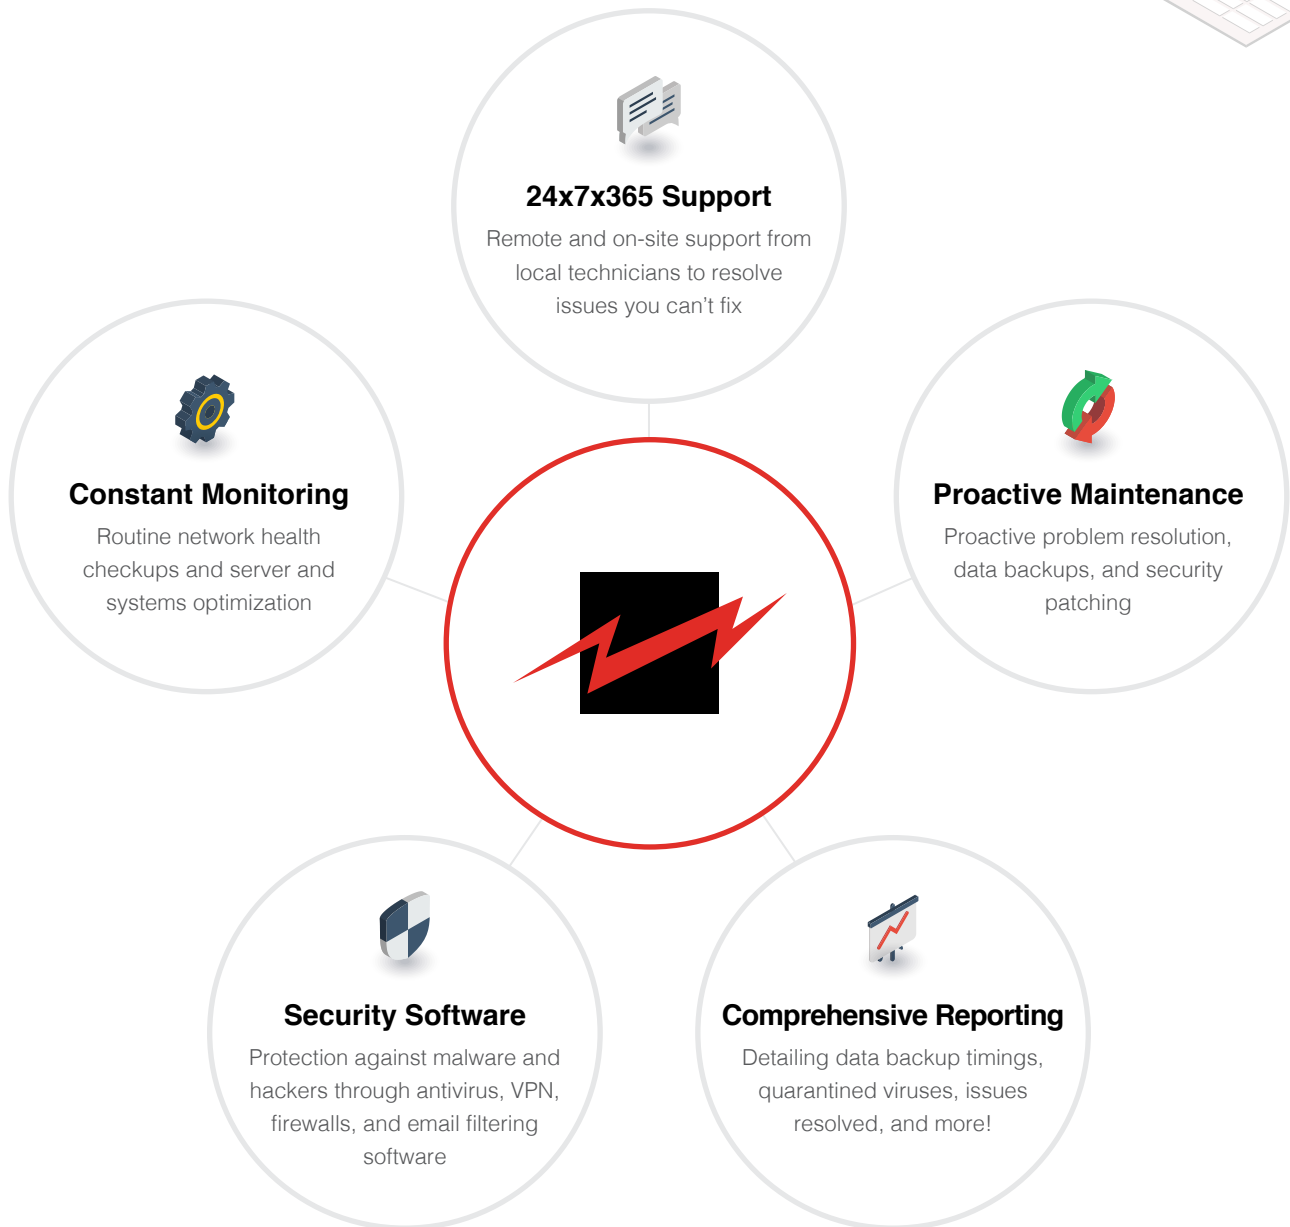 24x7x365 Support
Remote and on-site support from
local technicians to resolve
issues you can't fix
Constant Monitoring
Routine network health
checkups and server and
systems optimization
Proactive Maintenance
Proactive problem resolution,
data backups, and security
patching
Security Software
Protection against malware and
hackers through antivirus, VPN,
firewalls, and email filtering
software
Comprehensive Reporting
Detailing data backup timings,
quarantined viruses, issues
resolved, and more!